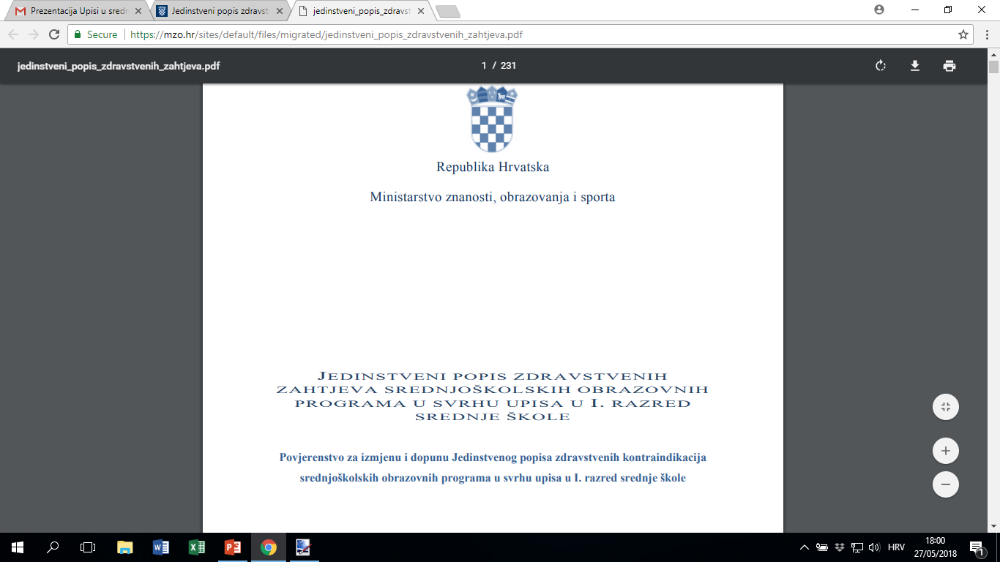 Prezentacija Upisi u sredn
Jedinstveni popis zdravst
jedinstveni_popis_zdravst
Secure
https://mzo.hr/sites/default/files/migrated/jedinstveni_popis_zdravstvenih_zahtjeva.pdf
jedinstveni_popis_zdravstvenih_zahtjeva.pdf
1 / 231
Republika Hrvatska
Ministarstvo znanosti, obrazovanja i sporta
JEDINSTVENI POPIS ZDRAVSTVENIH
ZAHTJEVA SREDNJOŠKOLSKIH OBRAZOVNIH
PROGRAMA U SVRHU UPISA U I. RAZRED
SREDNJE ŠKOLE
Povjerenstvo za izmjenu i dopunu Jedinstvenog popisa zdravstvenih kontraindikacija
srednjoškolskih obrazovnih programa u svrhu upisa u I. razred srednje škole
HRV
18:00
27/05/2018
1